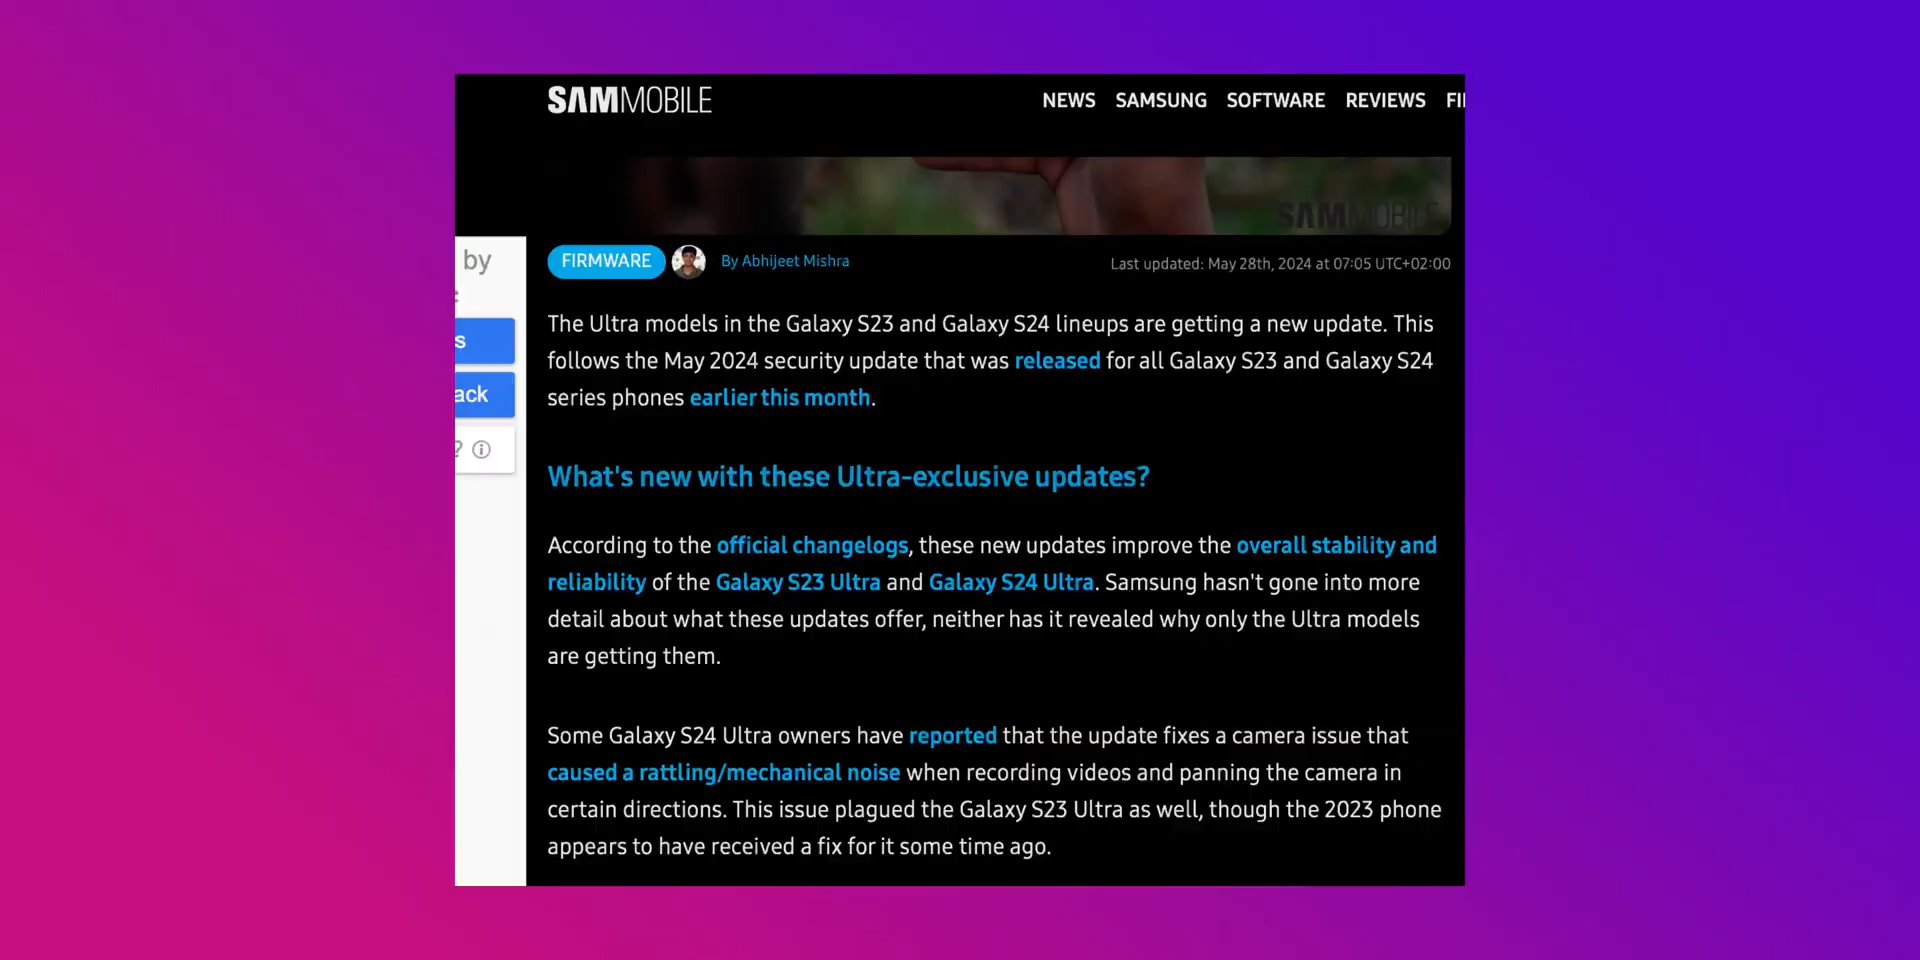 SAMMOBILE
NEWS SAMSUNG SOFTWARE REVIEWS FI
SAMMOBILE
by
s
ack
?
FIRMWARE By Abhijeet Mishra Last updated: May 28th, 2024 at 07:05 UTC+02:00
The Ultra models in the Galaxy S23 and Galaxy S24 lineups are getting a new update. This
follows the May 2024 security update that was released for all Galaxy S23 and Galaxy S24
series phones earlier this month.
What's new with these Ultra-exclusive updates?
According to the official changelogs, these new updates improve the overall stability and
reliability of the Galaxy S23 Ultra and Galaxy S24 Ultra. Samsung hasn't gone into more
detail about what these updates offer, neither has it revealed why only the Ultra models
are getting them.
Some Galaxy S24 Ultra owners have reported that the update fixes a camera issue that
caused a rattling/mechanical noise when recording videos and panning the camera in
certain directions. This issue plagued the Galaxy S23 Ultra as well, though the 2023 phone
appears to have received a fix for it some time ago.